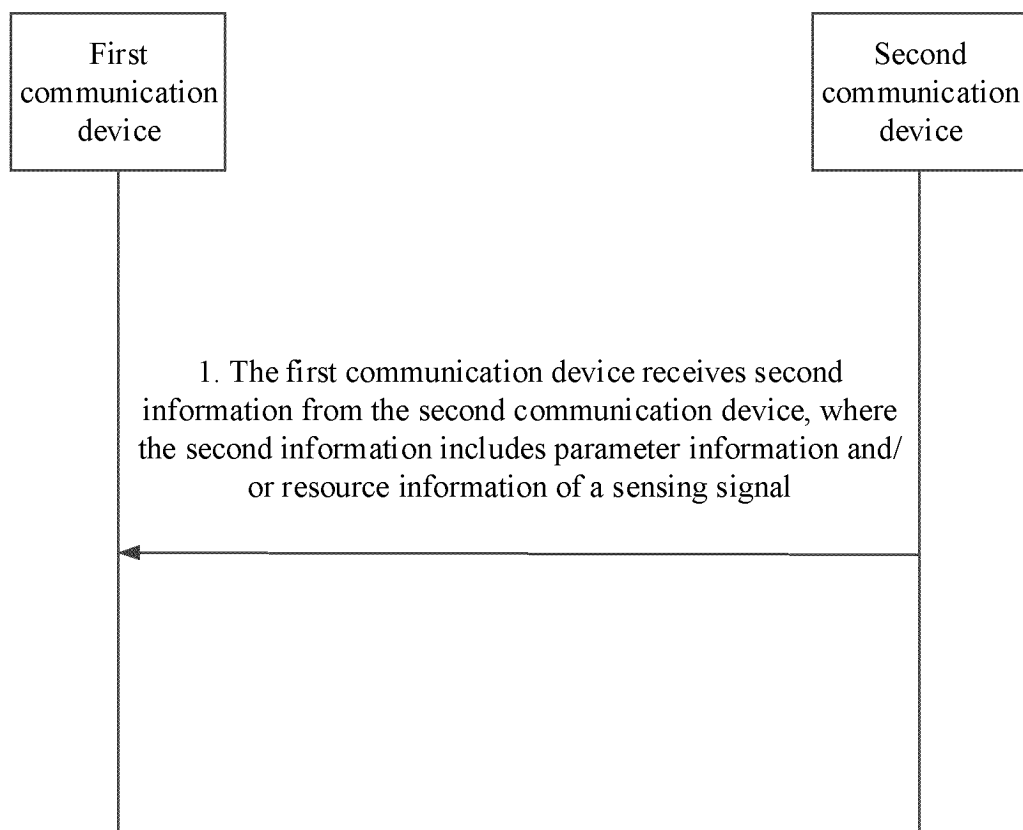 First
communication
device
Second
communication
device
1. The first communication device receives second
information from the second communication device, where
the second information includes parameter information and/
or resource information of a sensing signal